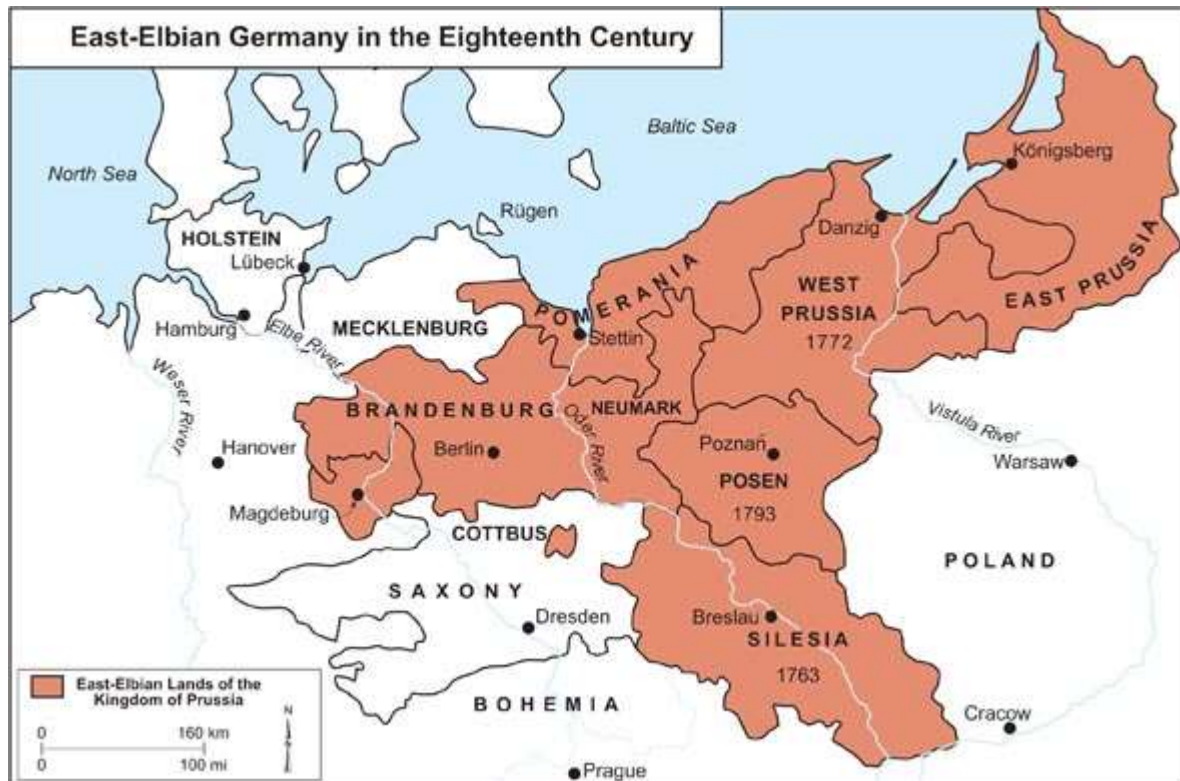 East-Elbian Germany in the Eighteenth Century
North Sea
Baltic Sea
Königsberg
Rügen
Danzig
HOLSTEIN
Lübeck
EAST PRUSSIA
WEST
PRUSSIA
1772
POMERANIA
Hamburg
Elbe River
MECKLENBURG
Stettin
Weser River
BRANDENBURG
NEUMARK
Oder River
Vistula River
Hanover
Berlin
Poznań
Warsaw
POSEN
1793
Magdeburg
COTTBUS
POLAND
SAXONY
Dresden
Breslau
SILESIA
1763
East-Elbian Lands of the
Kingdom of Prussia
N
0 160 km
0 100 mi
BOHEMIA
Cracow
Prague